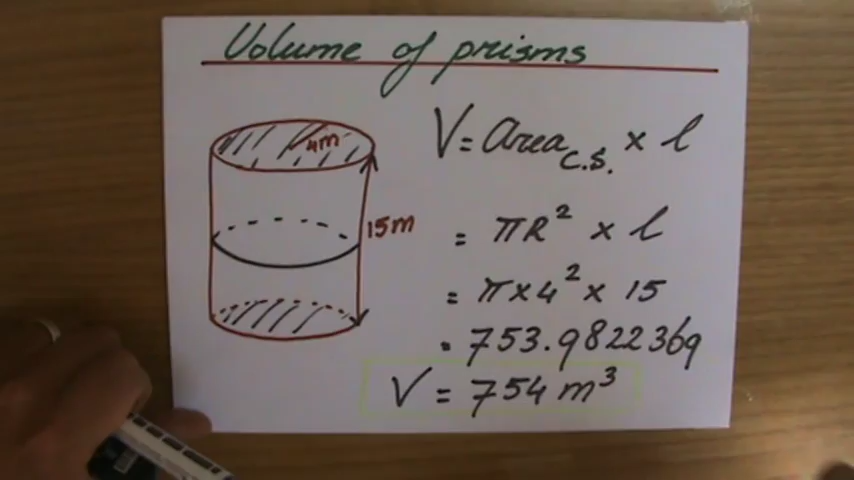 Volume of prisms
4m
15m
V = Area c.s. × l
= πR² × l
= π × 4² × 15
= 753.9822369
V = 754 m³